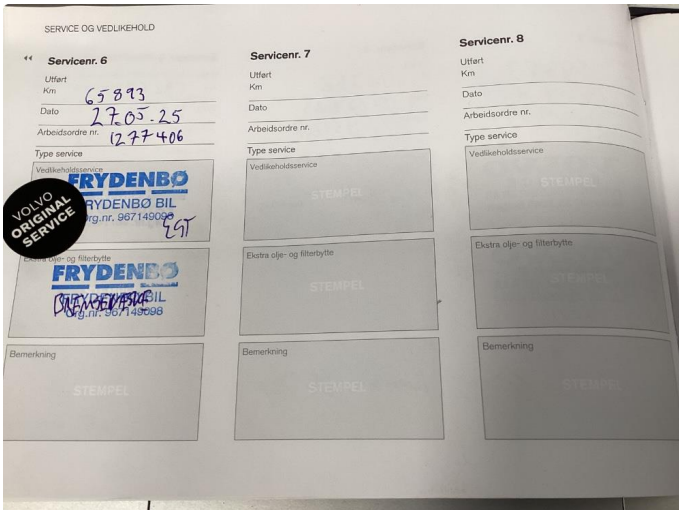 SERVICE OG VEDLIKEHOLD
Servicenr. 6
Utført
Km 65893
Dato 27.05.25
Arbeidsordre nr. 1277406
Type service
Vedlikeholdsservice
FRYDENBØ
FRYDENBØ BIL
Org.nr. 967149098
VOLVO
ORIGINAL
SERVICE
Ekstra olje- og filterbytte
FRYDENBØ
FRYDENBØ BIL
Org.nr. 967149098
Bemerkning
STEMPEL
Servicenr. 7
Utført
Km
Dato
Arbeidsordre nr.
Type service
Vedlikeholdsservice
STEMPEL
Ekstra olje- og filterbytte
STEMPEL
Bemerkning
STEMPEL
Servicenr. 8
Utført
Km
Dato
Arbeidsordre nr.
Type service
Vedlikeholdsservice
STEMPEL
Ekstra olje- og filterbytte
STEMPEL
Bemerkning
STEMPEL